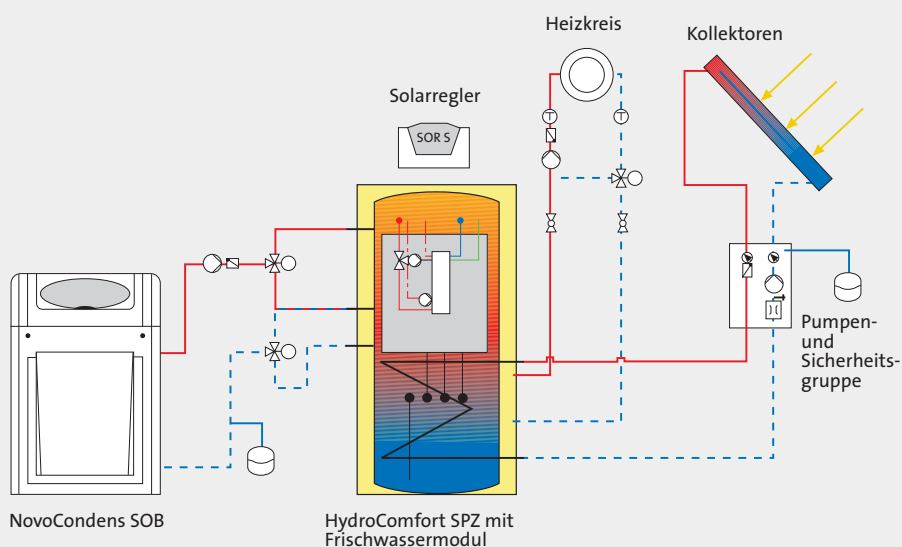 Heizkreis
Kollektoren
Solarregler
SOR S
T
T
Pumpen-
und
Sicherheits-
gruppe
NovoCondens SOB
HydroComfort SPZ mit
Frischwassermodul